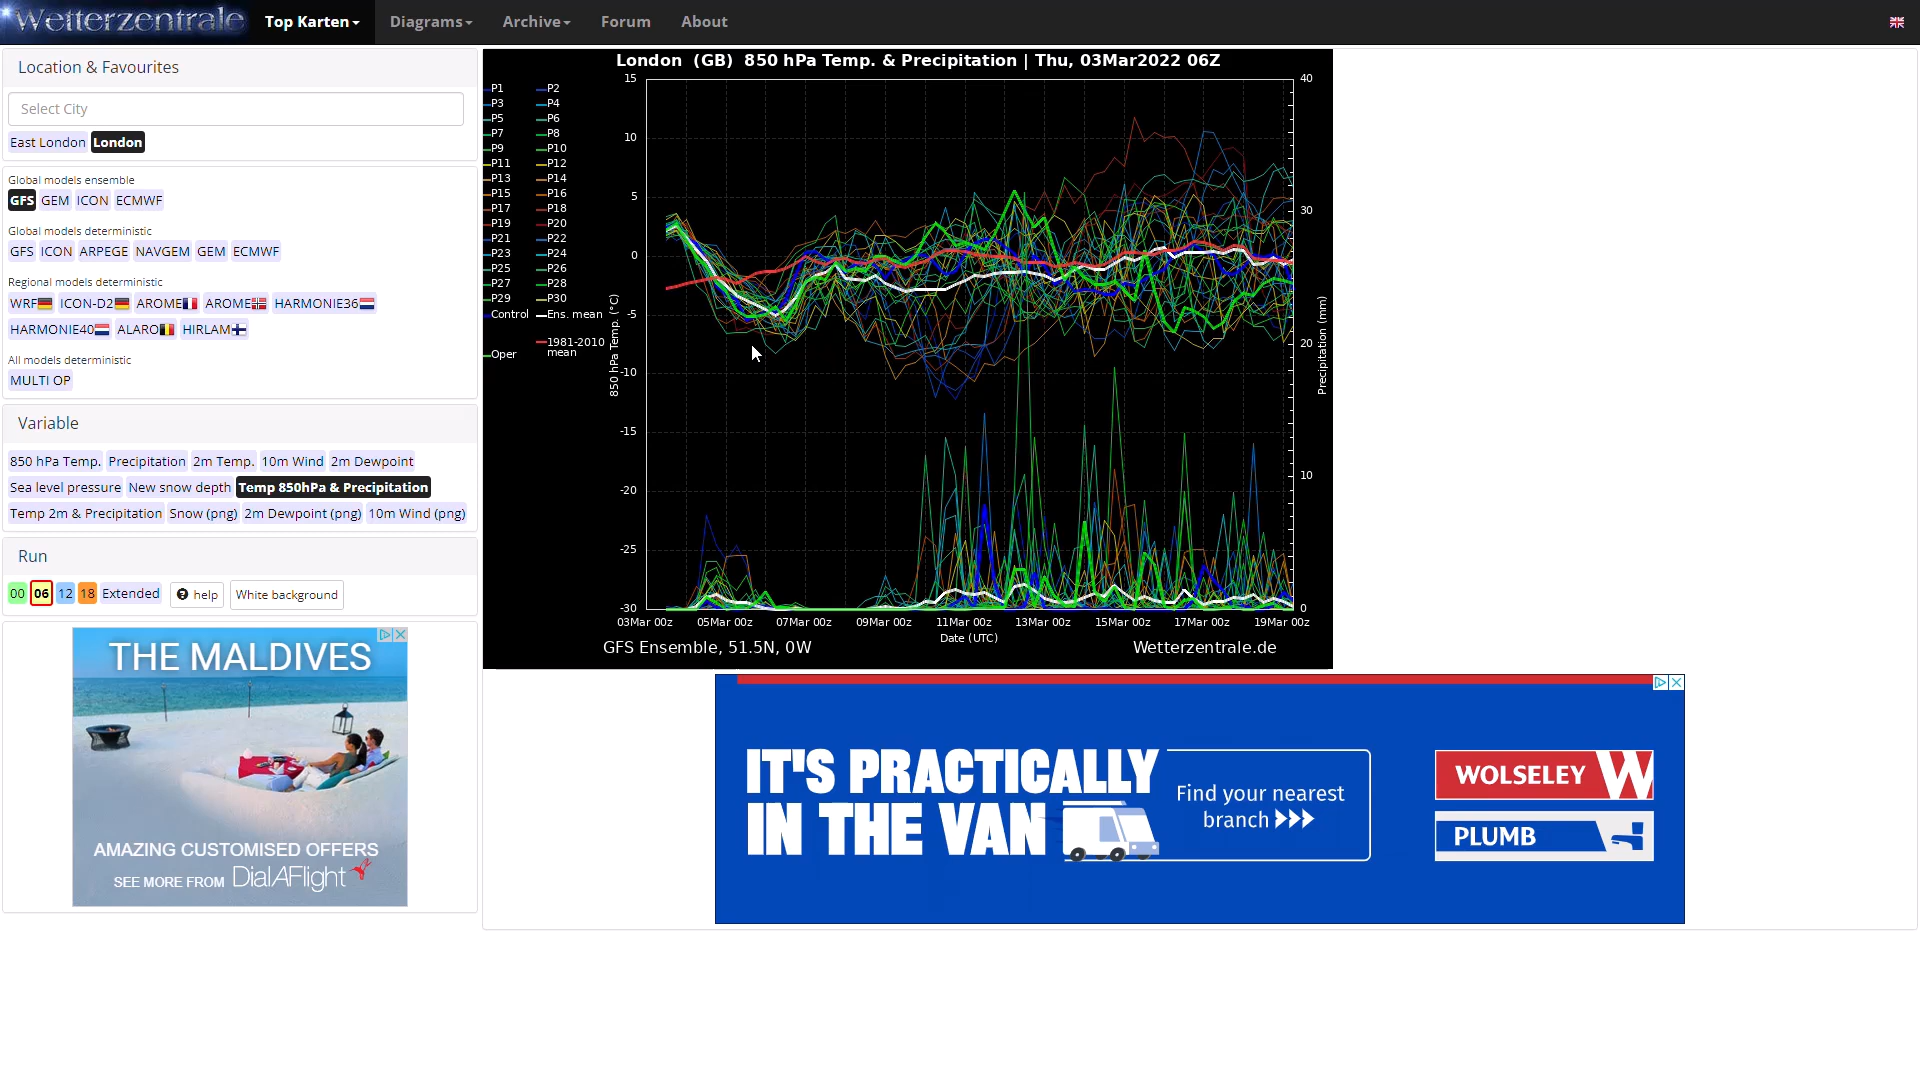 Wetterzentrale Top Karten Diagrams Archive Forum About
Location & Favourites
Select City
East London London
Global models ensemble
GFS GEM ICON ECMWF
Global models deterministic
GFS ICON ARPEGE NAVGEM GEM ECMWF
Regional models deterministic
WRF ICON-D2 AROME AROME HARMONIE36
HARMONIE40 ALARO HIRLAM
All models deterministic
MULTI OP
Variable
850 hPa Temp. Precipitation 2m Temp. 10m Wind 2m Dewpoint
Sea level pressure New snow depth Temp 850hPa & Precipitation
Temp 2m & Precipitation Snow (png) 2m Dewpoint (png) 10m Wind (png)
Run
00 06 12 18 Extended help White background
THE MALDIVES
AMAZING CUSTOMISED OFFERS
SEE MORE FROM DialAFlight
London (GB) 850 hPa Temp. & Precipitation | Thu, 03Mar2022 06Z
P1 P2
P3 P4
P5 P6
P7 P8
P9 P10
P11 P12
P13 P14
P15 P16
P17 P18
P19 P20
P21 P22
P23 P24
P25 P26
P27 P28
P29 P30
Control Ens. mean
Oper 1981-2010
mean
850 hPa Temp. (°C)
15
10
5
0
-5
-10
-15
-20
-25
-30
40
30
20
10
0
Precipitation (mm)
03Mar 00z 05Mar 00z 07Mar 00z 09Mar 00z 11Mar 00z 13Mar 00z 15Mar 00z 17Mar 00z 19Mar 00z
Date (UTC)
GFS Ensemble, 51.5N, 0W Wetterzentrale.de
IT'S PRACTICALLY
IN THE VAN
Find your nearest
branch
WOLSELEY W
PLUMB